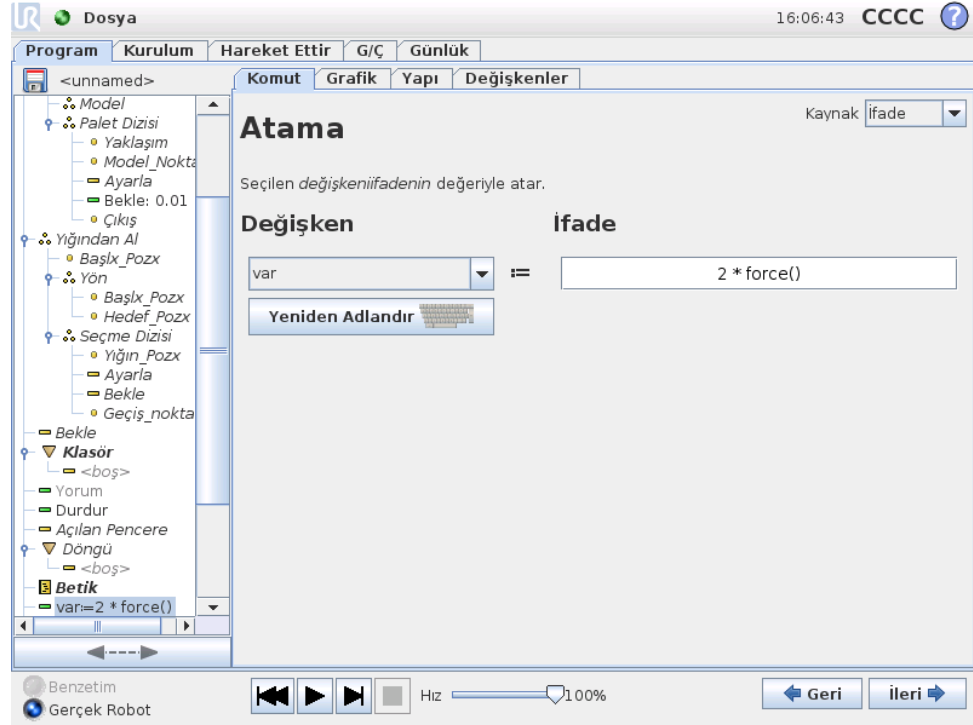 UR Dosya 16:06:43 CCCC ?
Program Kurulum Hareket Ettir G/Ç Günlük
<unnamed> Komut Grafik Yapı Değişkenler
Model
Palet Dizisi
Yaklaşım
Model_Nokta
Ayarla
Bekle: 0.01
Çıkış
Yığından Al
Başlx_Pozx
Yön
Başlx_Pozx
Hedef_Pozx
Seçme Dizisi
Yığın_Pozx
Ayarla
Bekle
Geçiş_nokta
Bekle
Klasör
<boş>
Yorum
Durdur
Açılan Pencere
Döngü
<boş>
Betik
var:=2 * force()
Kaynak İfade
Atama
Seçilen değişkeniifadenin değeriyle atar.
Değişken İfade
var := 2 * force()
Yeniden Adlandır
Benzetim
Gerçek Robot
Hız 100%
Geri İleri